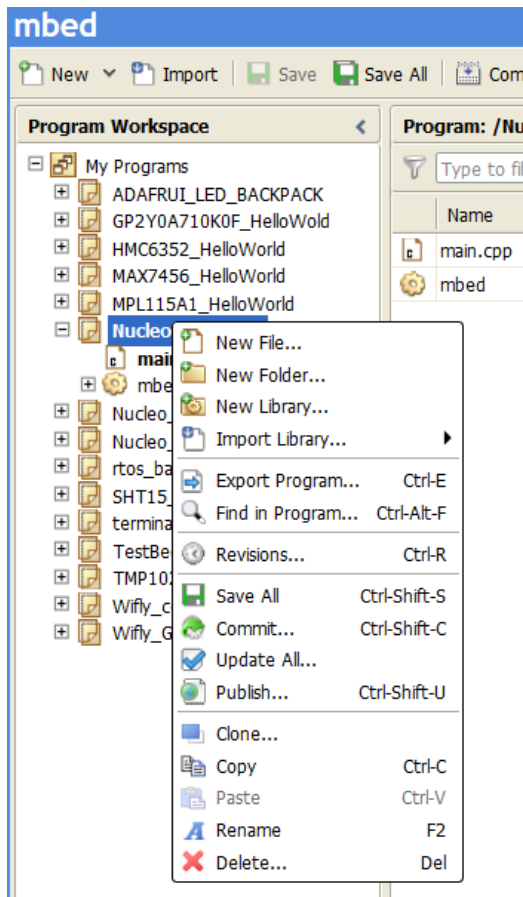 mbed
New Import Save Save All Com
Program Workspace
Program: /Nu
My Programs
Type to fil
ADAFRUI_LED_BACKPACK
GP2Y0A710K0F_HelloWold
Name
HMC6352_HelloWorld
main.cpp
MAX7456_HelloWorld
mbed
MPL115A1_HelloWorld
Nucleo
main
mbe
Nucleo_
Nucleo_
rtos_ba
SHT15_
termina
TestBe
TMP102
Wifly_c
Wifly_G
New File...
New Folder...
New Library...
Import Library...
Export Program... Ctrl-E
Find in Program... Ctrl-Alt-F
Revisions... Ctrl-R
Save All Ctrl-Shift-S
Commit... Ctrl-Shift-C
Update All...
Publish... Ctrl-Shift-U
Clone...
Copy Ctrl-C
Paste Ctrl-V
Rename F2
Delete... Del